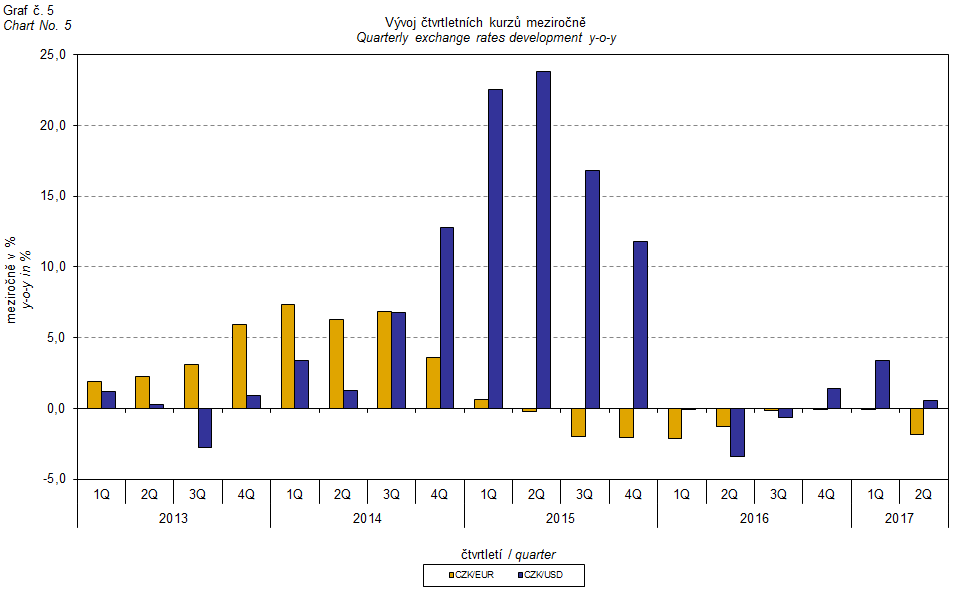 Graf č. 5
Chart No. 5
Vývoj čtvrtletních kurzů meziročně
Quarterly exchange rates development y-o-y
meziročně v %
y-o-y in %
25,0
20,0
15,0
10,0
5,0
0,0
-5,0
1Q 2Q 3Q 4Q 1Q 2Q 3Q 4Q 1Q 2Q 3Q 4Q 1Q 2Q 3Q 4Q 1Q 2Q
2013 2014 2015 2016 2017
čtvrtletí / quarter
CZK/EUR CZK/USD